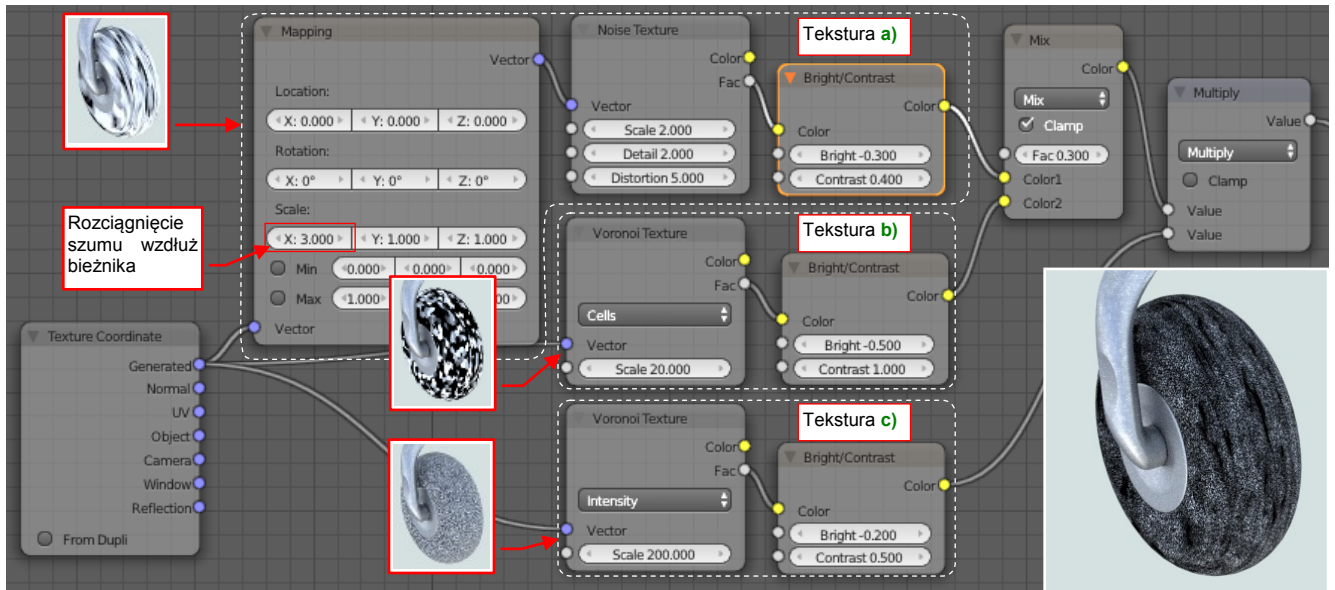 Mapping
Vector
Location:
X: 0.000 Y: 0.000 Z: 0.000
Rotation:
X: 0° Y: 0° Z: 0°
Scale:
X: 3.000 Y: 1.000 Z: 1.000
Min 0.000 0.000 0.000
Max 1.000
Vector
Rozciągnięcie
szumu wzdłuż
bieżnika
Texture Coordinate
Generated
Normal
UV
Object
Camera
Window
Reflection
From Dupli
Noise Texture
Color
Fac
Vector
Scale 2.000
Detail 2.000
Distortion 5.000
Tekstura a)
Bright/Contrast
Color
Color
Bright -0.300
Contrast 0.400
Voronoi Texture
Color
Fac
Cells
Vector
Scale 20.000
Tekstura b)
Bright/Contrast
Color
Color
Bright -0.500
Contrast 1.000
Voronoi Texture
Color
Fac
Intensity
Vector
Scale 200.000
Tekstura c)
Bright/Contrast
Color
Color
Bright -0.200
Contrast 0.500
Mix
Color
Mix
Clamp
Fac 0.300
Color1
Color2
Multiply
Value
Multiply
Clamp
Value
Value